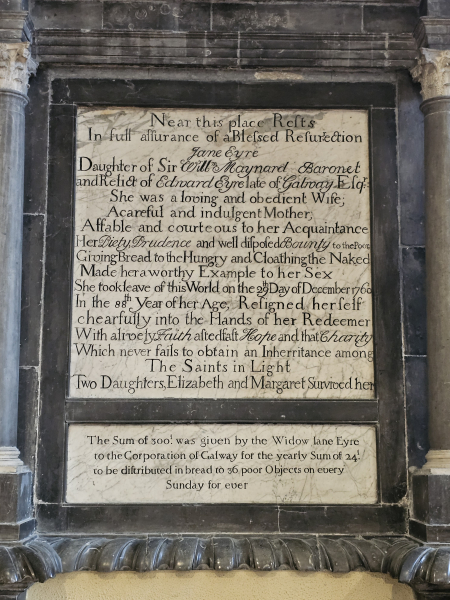 Near this place Rests
In full assurance of a Blessed Resurection
Jane Eyre
Daughter of Sir Willm Maynard Baronet
and Relict of Edward Eyre late of Galway Esqr
She was a loving and obedient Wife,
A careful and indulgent Mother,
Affable and courteous to her Acquaintance
Her Piety Prudence and well disposed Bounty to the Poor
Giving Bread to the Hungry and Cloathing the Naked
Made her a worthy Example to her Sex
She took leave of this World on the 29th Day of December 1760
In the 88th Year of her Age, Resigned herself
chearfully into the Hands of her Redeemer
With a lively Faith a stedfast Hope and that Charity
Which never fails to obtain an Inherritance among
The Saints in Light
Two Daughters, Elizabeth and Margaret Survived her
The Sum of 300l was given by the Widow Jane Eyre
to the Corporation of Galway for the yearly Sum of 24l
to be distributed in bread to 36 poor Objects on every
Sunday for ever